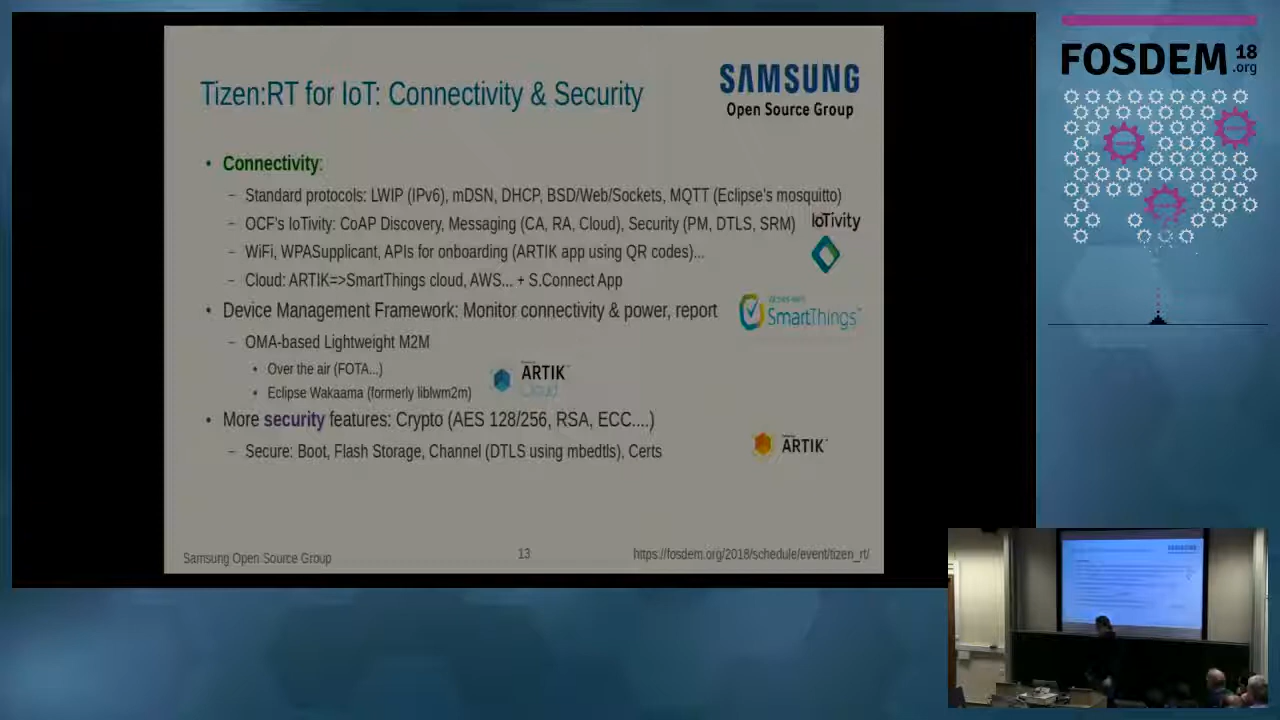 Tizen:RT for IoT: Connectivity & Security
SAMSUNG
Open Source Group
• Connectivity:
– Standard protocols: LWIP (IPv6), mDSN, DHCP, BSD/Web/Sockets, MQTT (Eclipse's mosquitto)
– OCF's IoTivity: CoAP Discovery, Messaging (CA, RA, Cloud), Security (PM, DTLS, SRM)
IoTivity
– WiFi, WPASupplicant, APIs for onboarding (ARTIK app using QR codes)...
– Cloud: ARTIK=>SmartThings cloud, AWS... + S.Connect App
• Device Management Framework: Monitor connectivity & power, report
SmartThings
– OMA-based Lightweight M2M
• Over the air (FOTA...)
• Eclipse Wakaama (formerly liblwm2m)
ARTIK
Cloud
• More security features: Crypto (AES 128/256, RSA, ECC....)
– Secure: Boot, Flash Storage, Channel (DTLS using mbedtls), Certs
ARTIK
Samsung Open Source Group
13
https://fosdem.org/2018/schedule/event/tizen_rt/
FOSDEM 18
.org
SAMSUNG